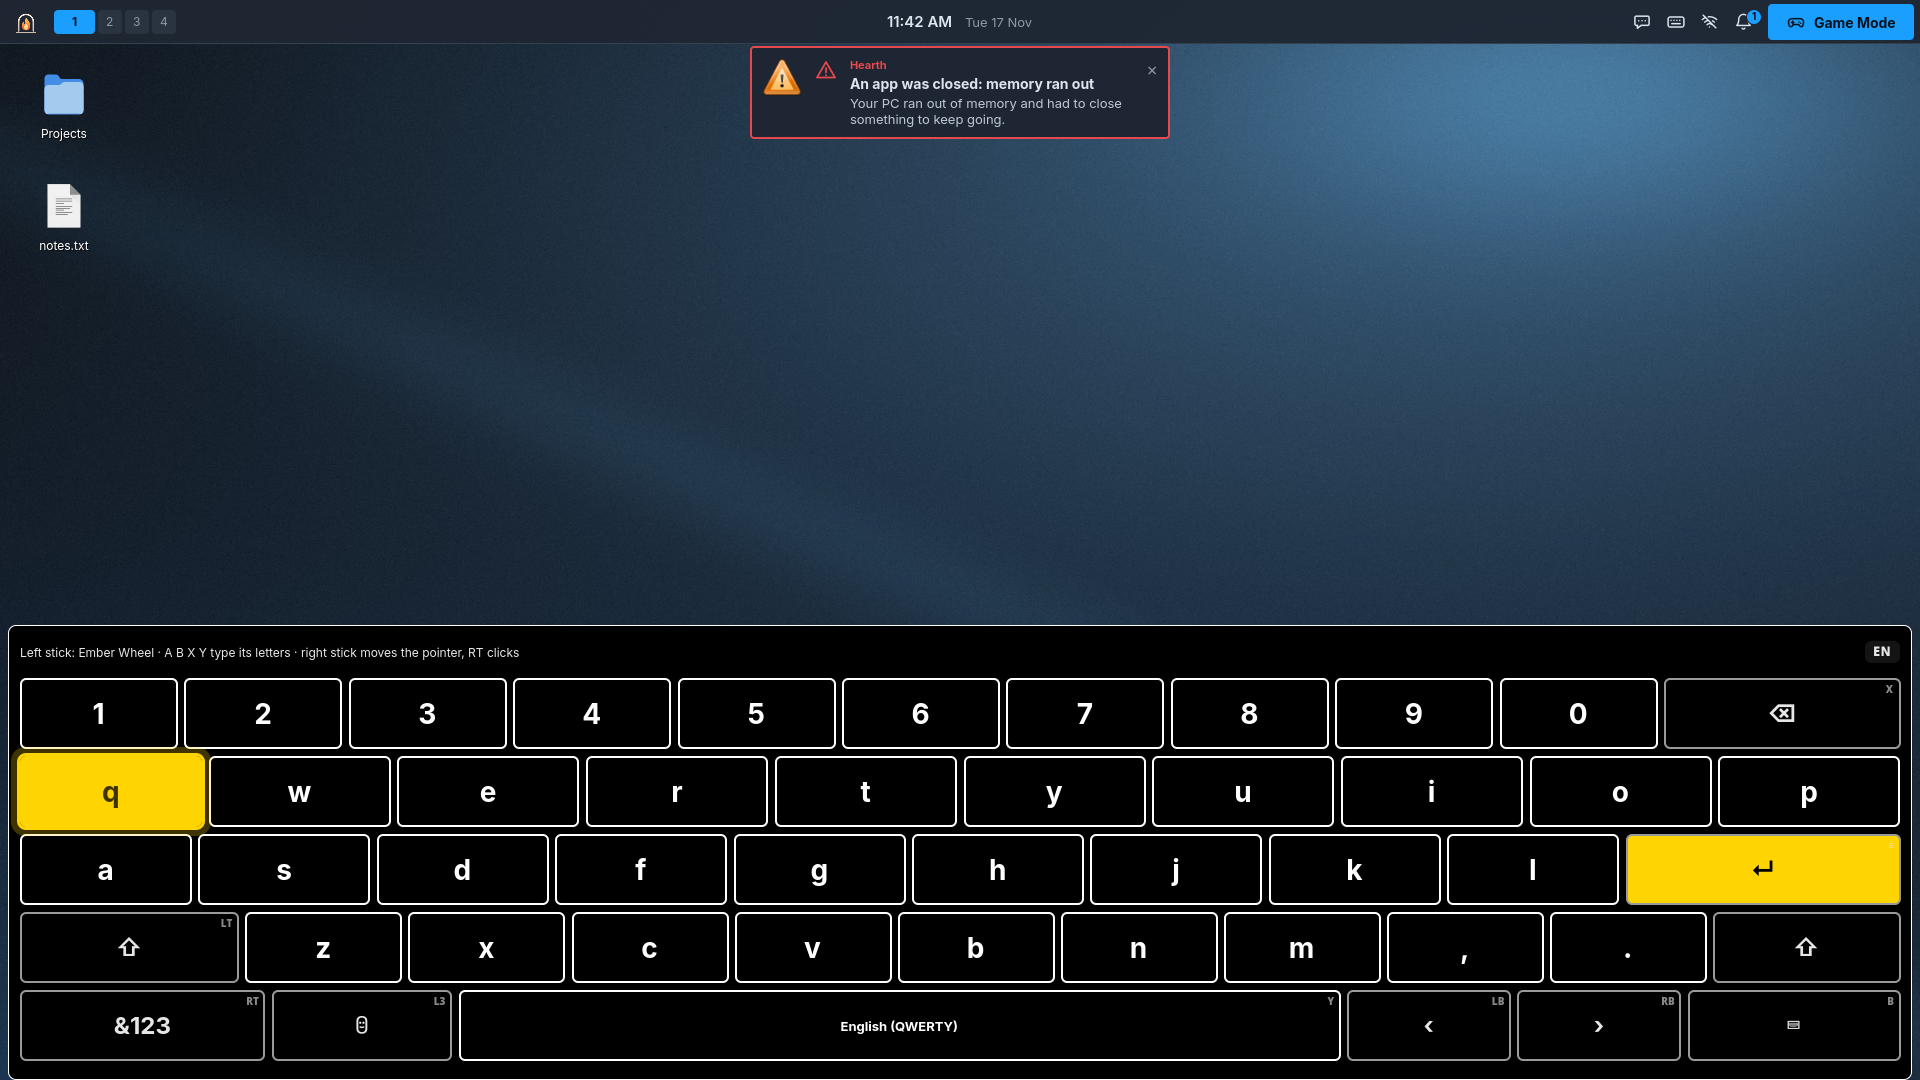 1 2 3 4
11:42 AM Tue 17 Nov
1
Game Mode
Hearth
An app was closed: memory ran out
Your PC ran out of memory and had to close
something to keep going.
Projects
notes.txt
Left stick: Ember Wheel · A B X Y type its letters · right stick moves the pointer, RT clicks
EN
1 2 3 4 5 6 7 8 9 0 X
q w e r t y u i o p
a s d f g h j k l
LT z x c v b n m , .
&123 RT L3 English (QWERTY) Y ‹ LB › RB B